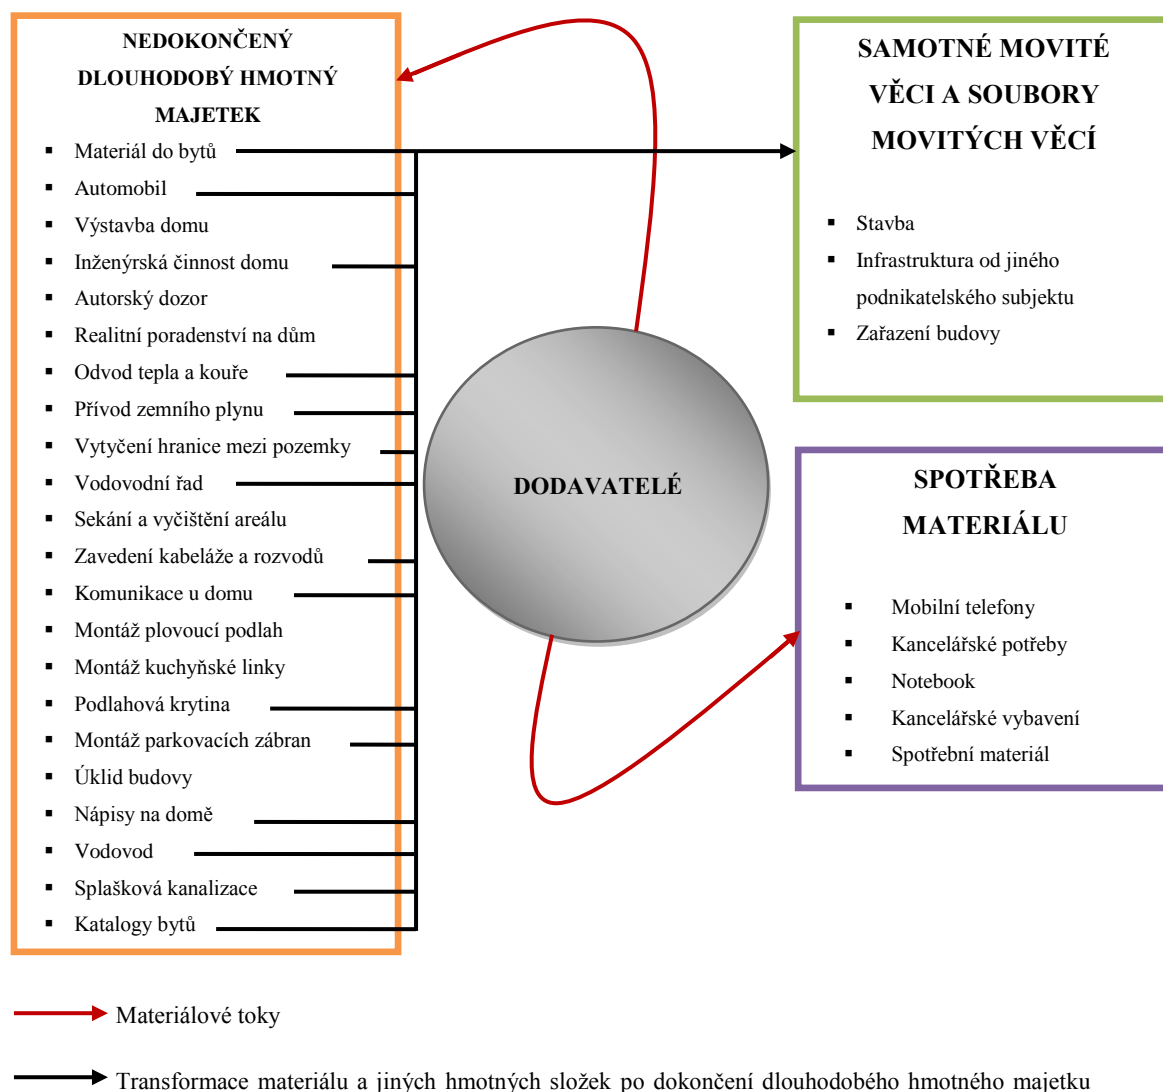 NEDOKONČENÝ
DLOUHODOBÝ HMOTNÝ
MAJETEK
▪ Materiál do bytů
▪ Automobil
▪ Výstavba domu
▪ Inženýrská činnost domu
▪ Autorský dozor
▪ Realitní poradenství na dům
▪ Odvod tepla a kouře
▪ Přívod zemního plynu
▪ Vytyčení hranice mezi pozemky
▪ Vodovodní řad
▪ Sekání a vyčištění areálu
▪ Zavedení kabeláže a rozvodů
▪ Komunikace u domu
▪ Montáž plovoucí podlah
▪ Montáž kuchyňské linky
▪ Podlahová krytina
▪ Montáž parkovacích zábran
▪ Úklid budovy
▪ Nápisy na domě
▪ Vodovod
▪ Splašková kanalizace
▪ Katalogy bytů
DODAVATELÉ
SAMOTNÉ MOVITÉ
VĚCI A SOUBORY
MOVITÝCH VĚCÍ
▪ Stavba
▪ Infrastruktura od jiného
podnikatelského subjektu
▪ Zařazení budovy
SPOTŘEBA
MATERIÁLU
▪ Mobilní telefony
▪ Kancelářské potřeby
▪ Notebook
▪ Kancelářské vybavení
▪ Spotřební materiál
Materiálové toky
Transformace materiálu a jiných hmotných složek po dokončení dlouhodobého hmotného majetku